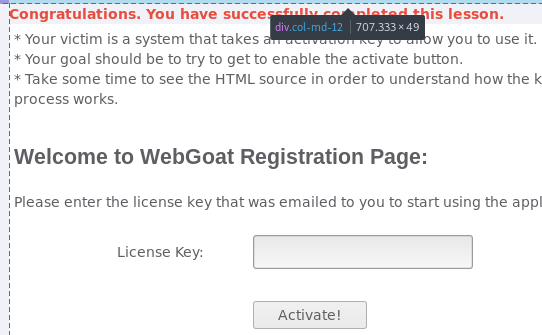 Congratulations. You have successfully completed this lesson.
div.col-md-12 | 707.333 × 49
* Your victim is a system that takes an activation key to allow you to use it.
* Your goal should be to try to get to enable the activate button.
* Take some time to see the HTML source in order to understand how the k
process works.
Welcome to WebGoat Registration Page:
Please enter the license key that was emailed to you to start using the appl
License Key:
Activate!